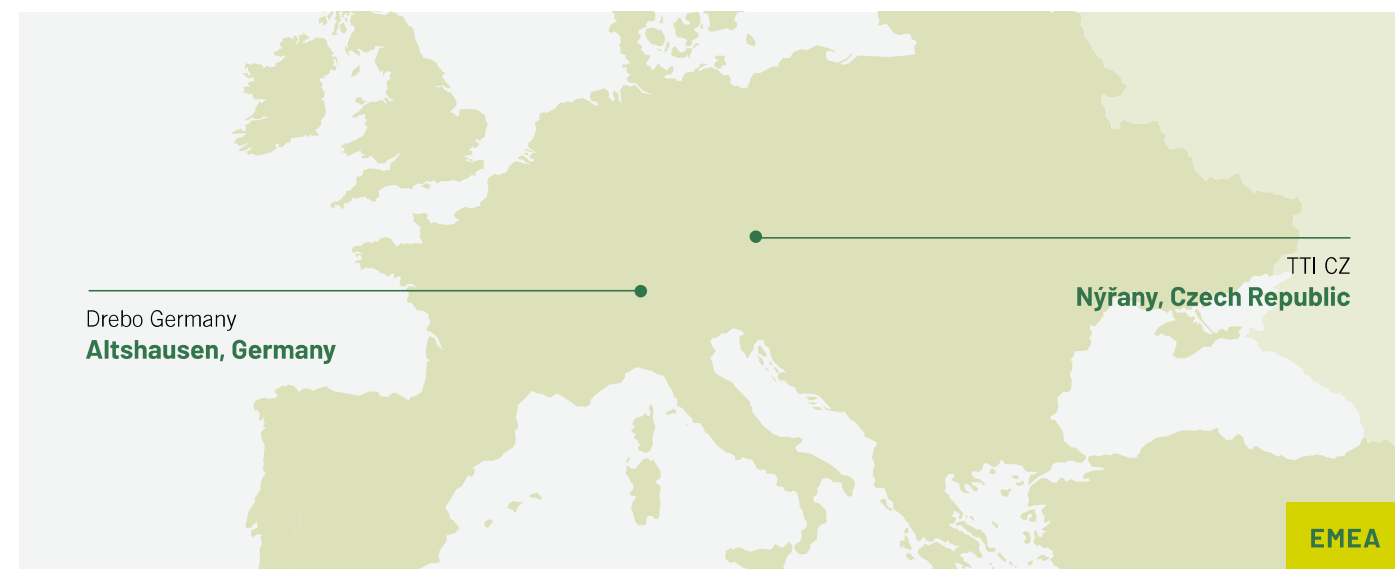 TTI CZ
Nýřany, Czech Republic
Drebo Germany
Altshausen, Germany
EMEA